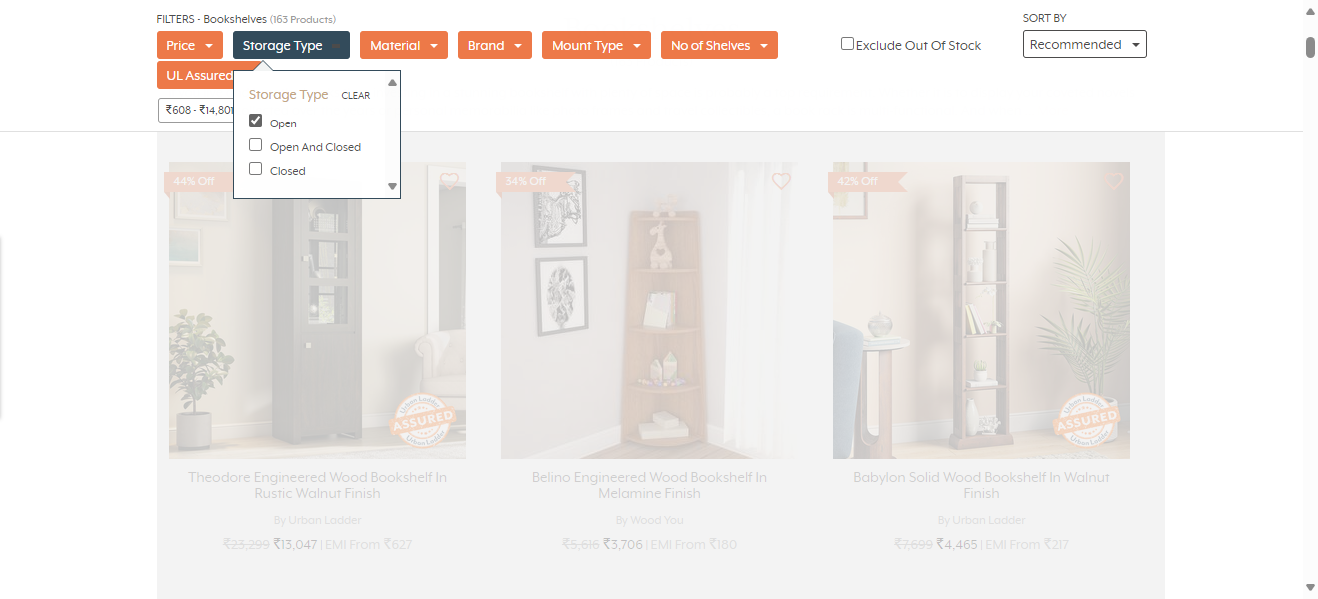 FILTERS - Bookshelves (163 Products)
SORT BY
Price
Storage Type
Material
Brand
Mount Type
No of Shelves
Exclude Out Of Stock
Recommended
UL Assured
₹608 - ₹14,801
Storage Type CLEAR
Open
Open And Closed
Closed
44% Off
34% Off
42% Off
Urban Ladder
ASSURED
Urban Ladder
Urban Ladder
ASSURED
Urban Ladder
Theodore Engineered Wood Bookshelf In
Rustic Walnut Finish
By Urban Ladder
₹23,299 ₹13,047 | EMI From ₹627
Belino Engineered Wood Bookshelf In
Melamine Finish
By Wood You
₹5,616 ₹3,706 | EMI From ₹180
Babylon Solid Wood Bookshelf In Walnut
Finish
By Urban Ladder
₹7,699 ₹4,465 | EMI From ₹217